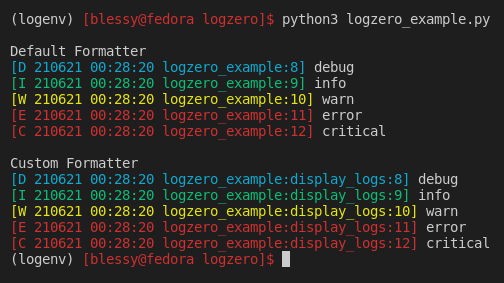 (logenv) [blessy@fedora logzero]$ python3 logzero_example.py
Default Formatter
[D 210621 00:28:20 logzero_example:8] debug
[I 210621 00:28:20 logzero_example:9] info
[W 210621 00:28:20 logzero_example:10] warn
[E 210621 00:28:20 logzero_example:11] error
[C 210621 00:28:20 logzero_example:12] critical
Custom Formatter
[D 210621 00:28:20 logzero_example:display_logs:8] debug
[I 210621 00:28:20 logzero_example:display_logs:9] info
[W 210621 00:28:20 logzero_example:display_logs:10] warn
[E 210621 00:28:20 logzero_example:display_logs:11] error
[C 210621 00:28:20 logzero_example:display_logs:12] critical
(logenv) [blessy@fedora logzero]$